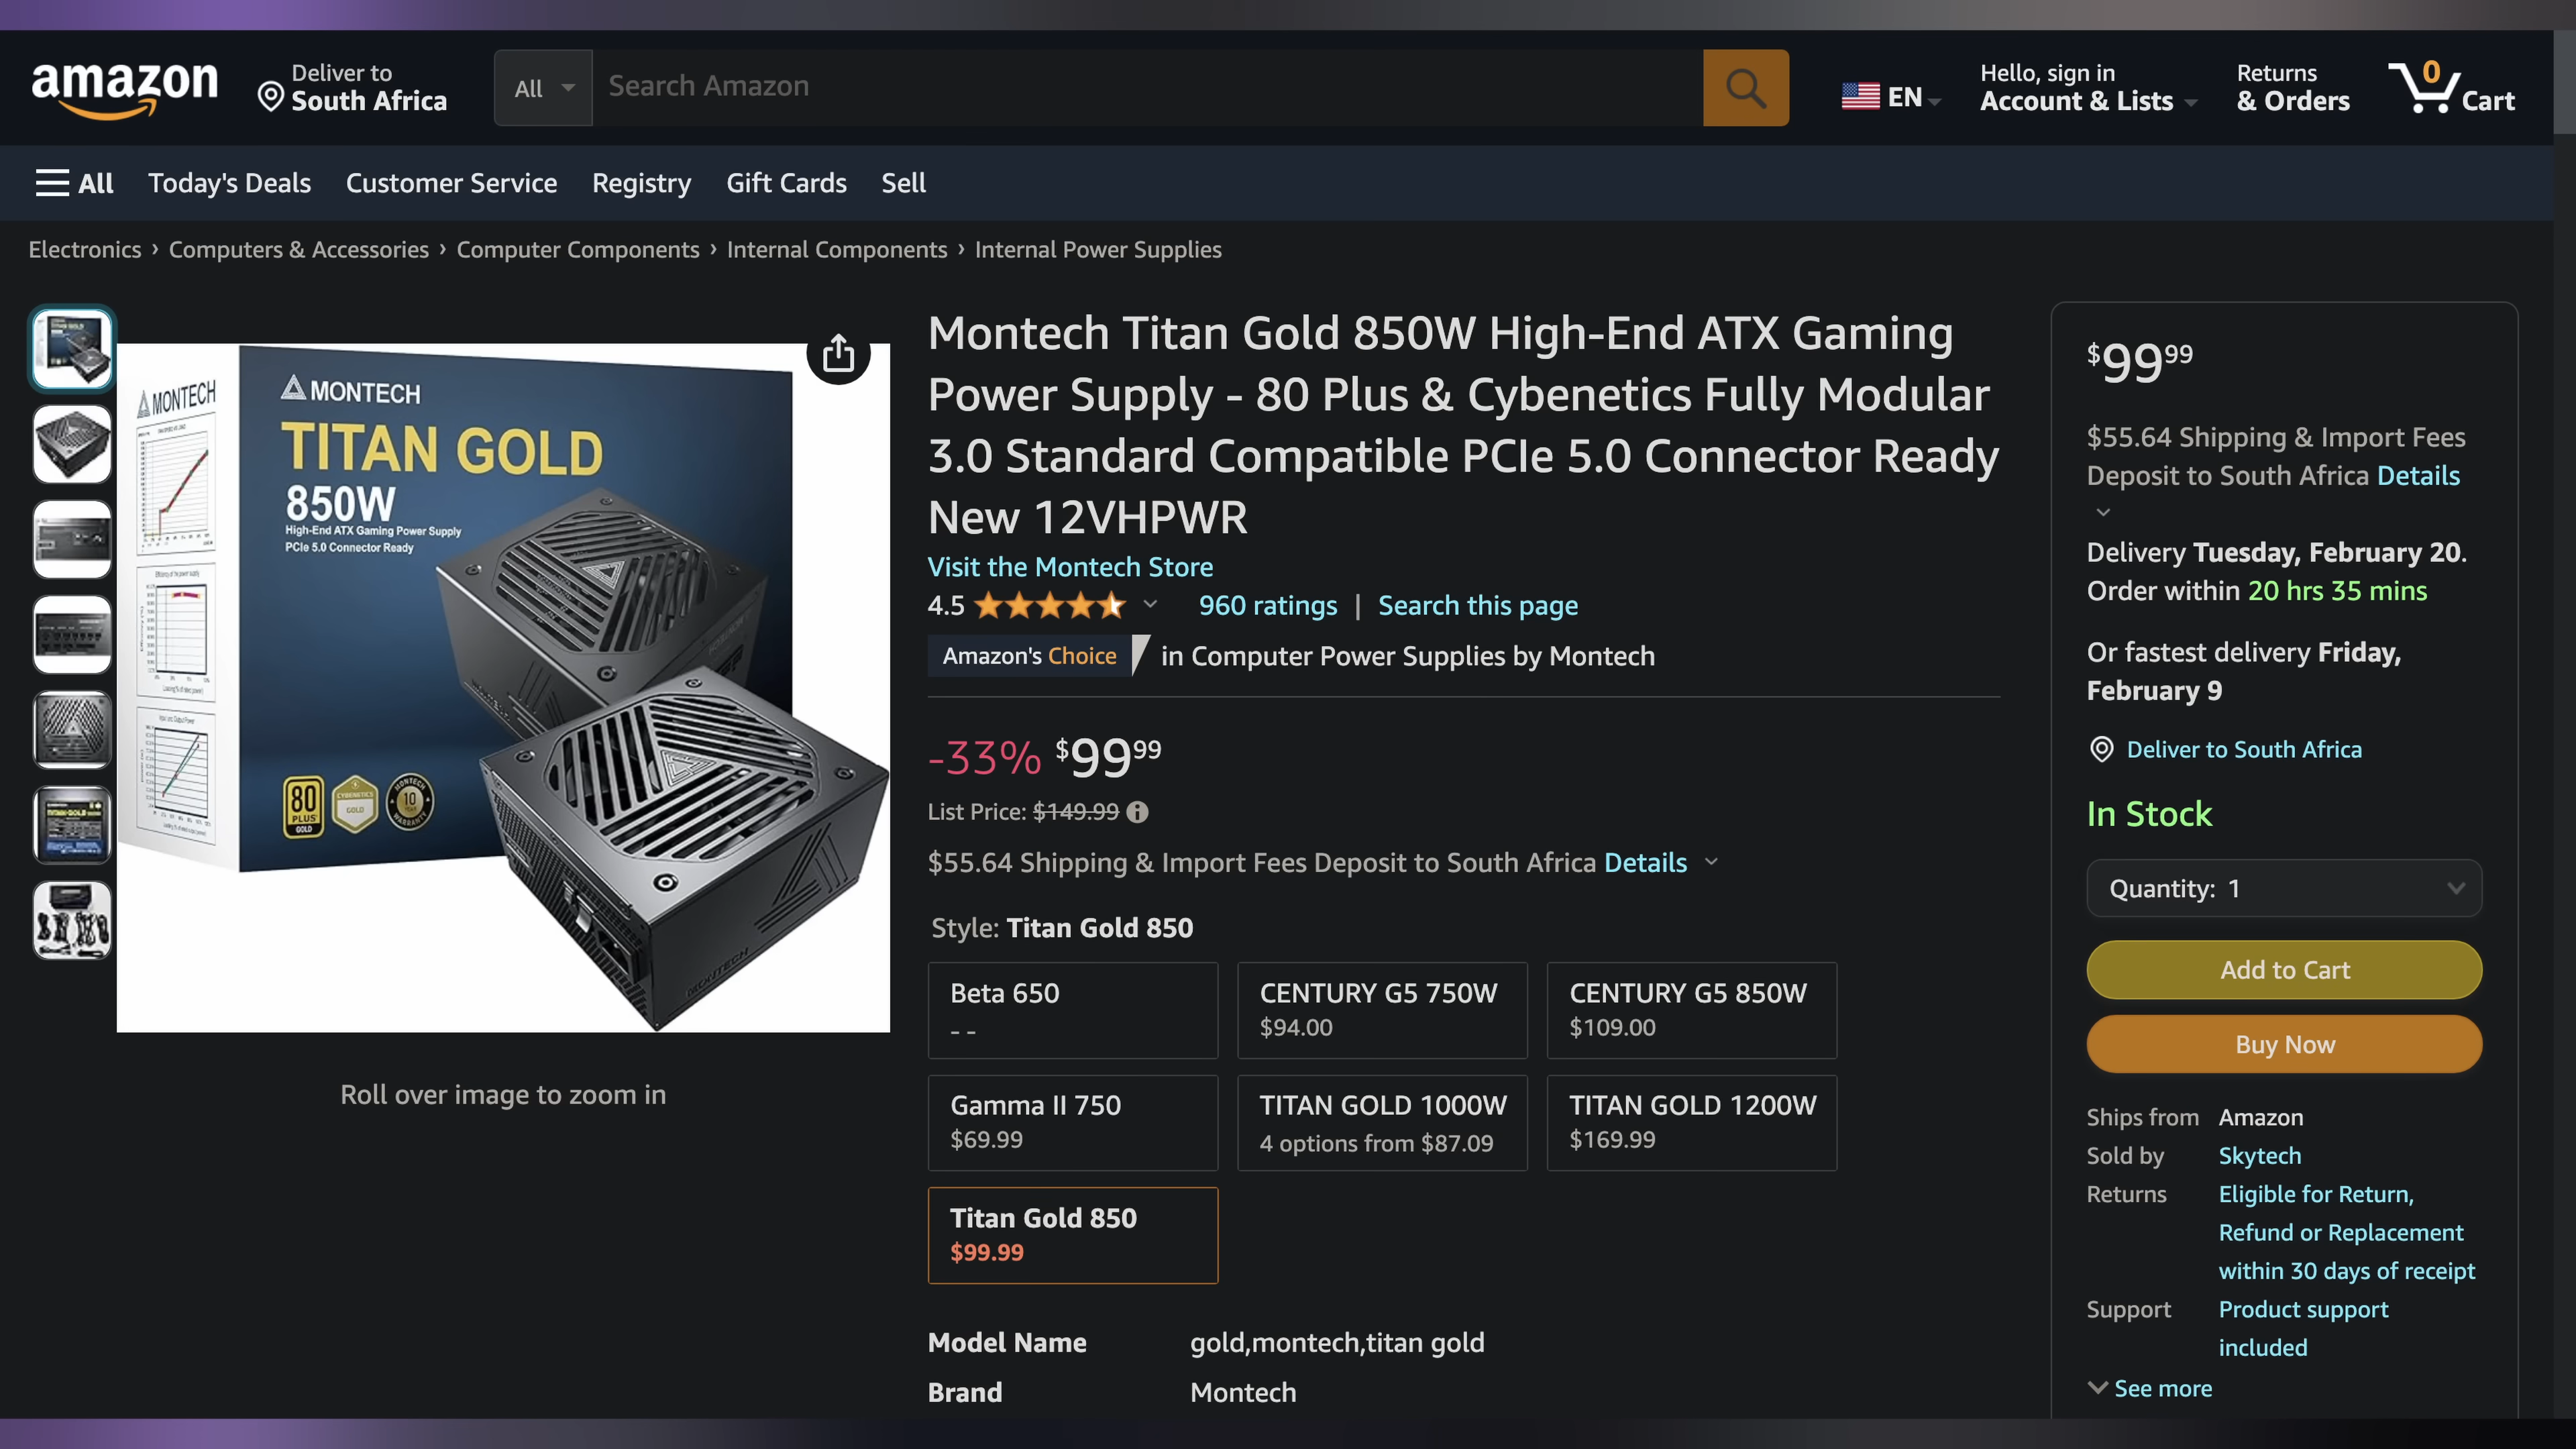 amazon
Deliver to
South Africa
All
Search Amazon
EN
Hello, sign in
Account & Lists
Returns
& Orders
0
Cart
All
Today's Deals
Customer Service
Registry
Gift Cards
Sell
Electronics › Computers & Accessories › Computer Components › Internal Components › Internal Power Supplies
MONTECH
MONTECH
TITAN GOLD
850W
High-End ATX Gaming Power Supply
PCIe 5.0 Connector Ready
80
PLUS
GOLD
CYBENETICS
GOLD
MONTECH
10
YEAR
WARRANTY
Roll over image to zoom in
Montech Titan Gold 850W High-End ATX Gaming
Power Supply - 80 Plus & Cybenetics Fully Modular
3.0 Standard Compatible PCIe 5.0 Connector Ready
New 12VHPWR
Visit the Montech Store
4.5
960 ratings | Search this page
Amazon's Choice in Computer Power Supplies by Montech
-33% $99.99
List Price: $149.99
$55.64 Shipping & Import Fees Deposit to South Africa Details
Style: Titan Gold 850
Beta 650
- -
CENTURY G5 750W
$94.00
CENTURY G5 850W
$109.00
Gamma II 750
$69.99
TITAN GOLD 1000W
4 options from $87.09
TITAN GOLD 1200W
$169.99
Titan Gold 850
$99.99
Model Name gold,montech,titan gold
Brand Montech
$99.99
$55.64 Shipping & Import Fees
Deposit to South Africa Details
Delivery Tuesday, February 20.
Order within 20 hrs 35 mins
Or fastest delivery Friday,
February 9
Deliver to South Africa
In Stock
Quantity: 1
Add to Cart
Buy Now
Ships from Amazon
Sold by Skytech
Returns Eligible for Return,
Refund or Replacement
within 30 days of receipt
Support Product support
included
See more